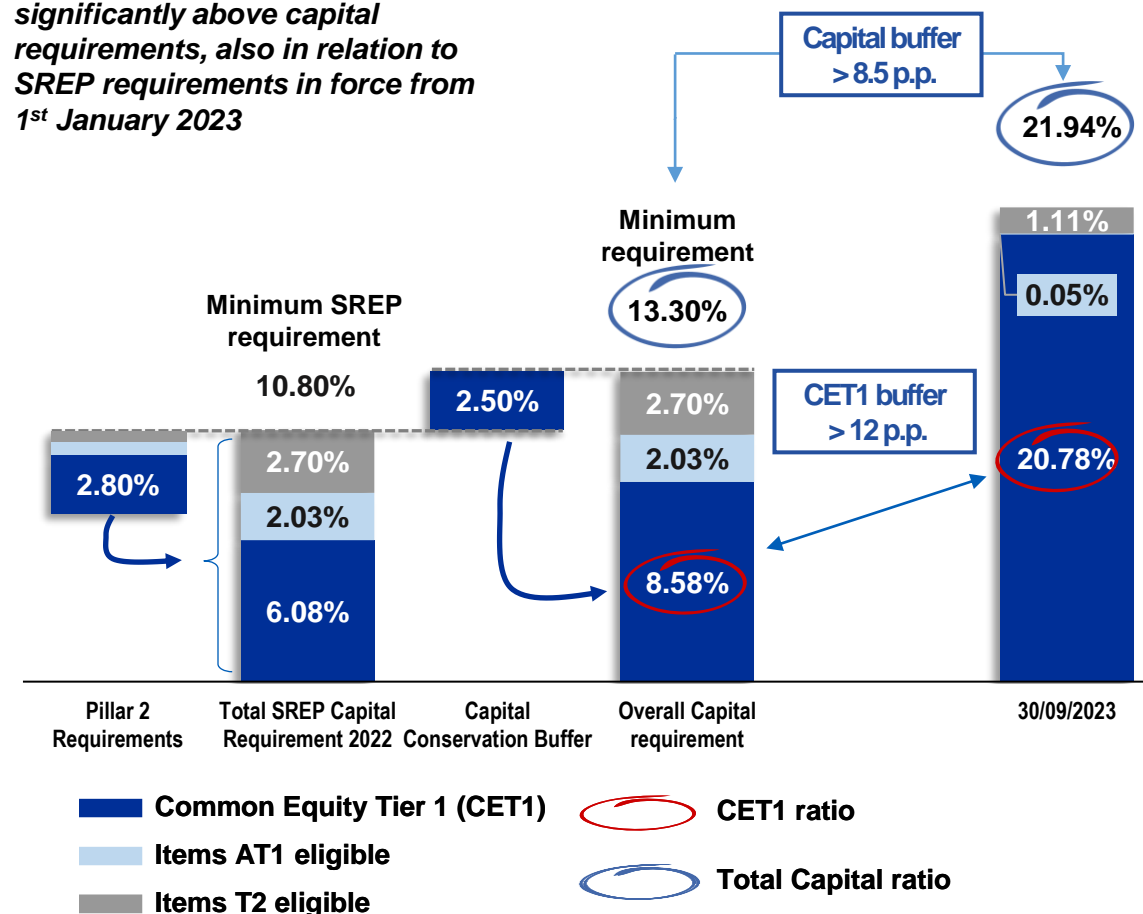 significantly above capital
requirements, also in relation to
SREP requirements in force from
1st January 2023
Capital buffer
> 8.5 p.p.
21.94%
Minimum
requirement
13.30%
Minimum SREP
requirement
10.80%
1.11%
0.05%
20.78%
CET1 buffer
> 12 p.p.
2.50%
2.70%
2.03%
8.58%
2.80%
2.70%
2.03%
6.08%
Pillar 2
Requirements
Total SREP Capital
Requirement 2022
Capital
Conservation Buffer
Overall Capital
requirement
30/09/2023
Common Equity Tier 1 (CET1)
Items AT1 eligible
Items T2 eligible
CET1 ratio
Total Capital ratio